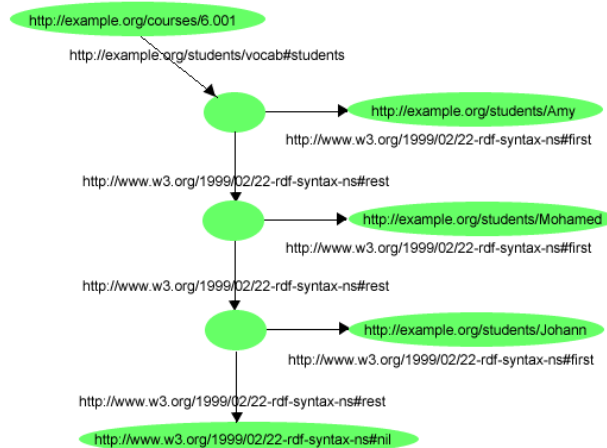 http://example.org/courses/6.001
http://example.org/students/vocab#students
http://example.org/students/Amy
http://www.w3.org/1999/02/22-rdf-syntax-ns#first
http://www.w3.org/1999/02/22-rdf-syntax-ns#rest
http://example.org/students/Mohamed
http://www.w3.org/1999/02/22-rdf-syntax-ns#first
http://www.w3.org/1999/02/22-rdf-syntax-ns#rest
http://example.org/students/Johann
http://www.w3.org/1999/02/22-rdf-syntax-ns#first
http://www.w3.org/1999/02/22-rdf-syntax-ns#rest
http://www.w3.org/1999/02/22-rdf-syntax-ns#nil